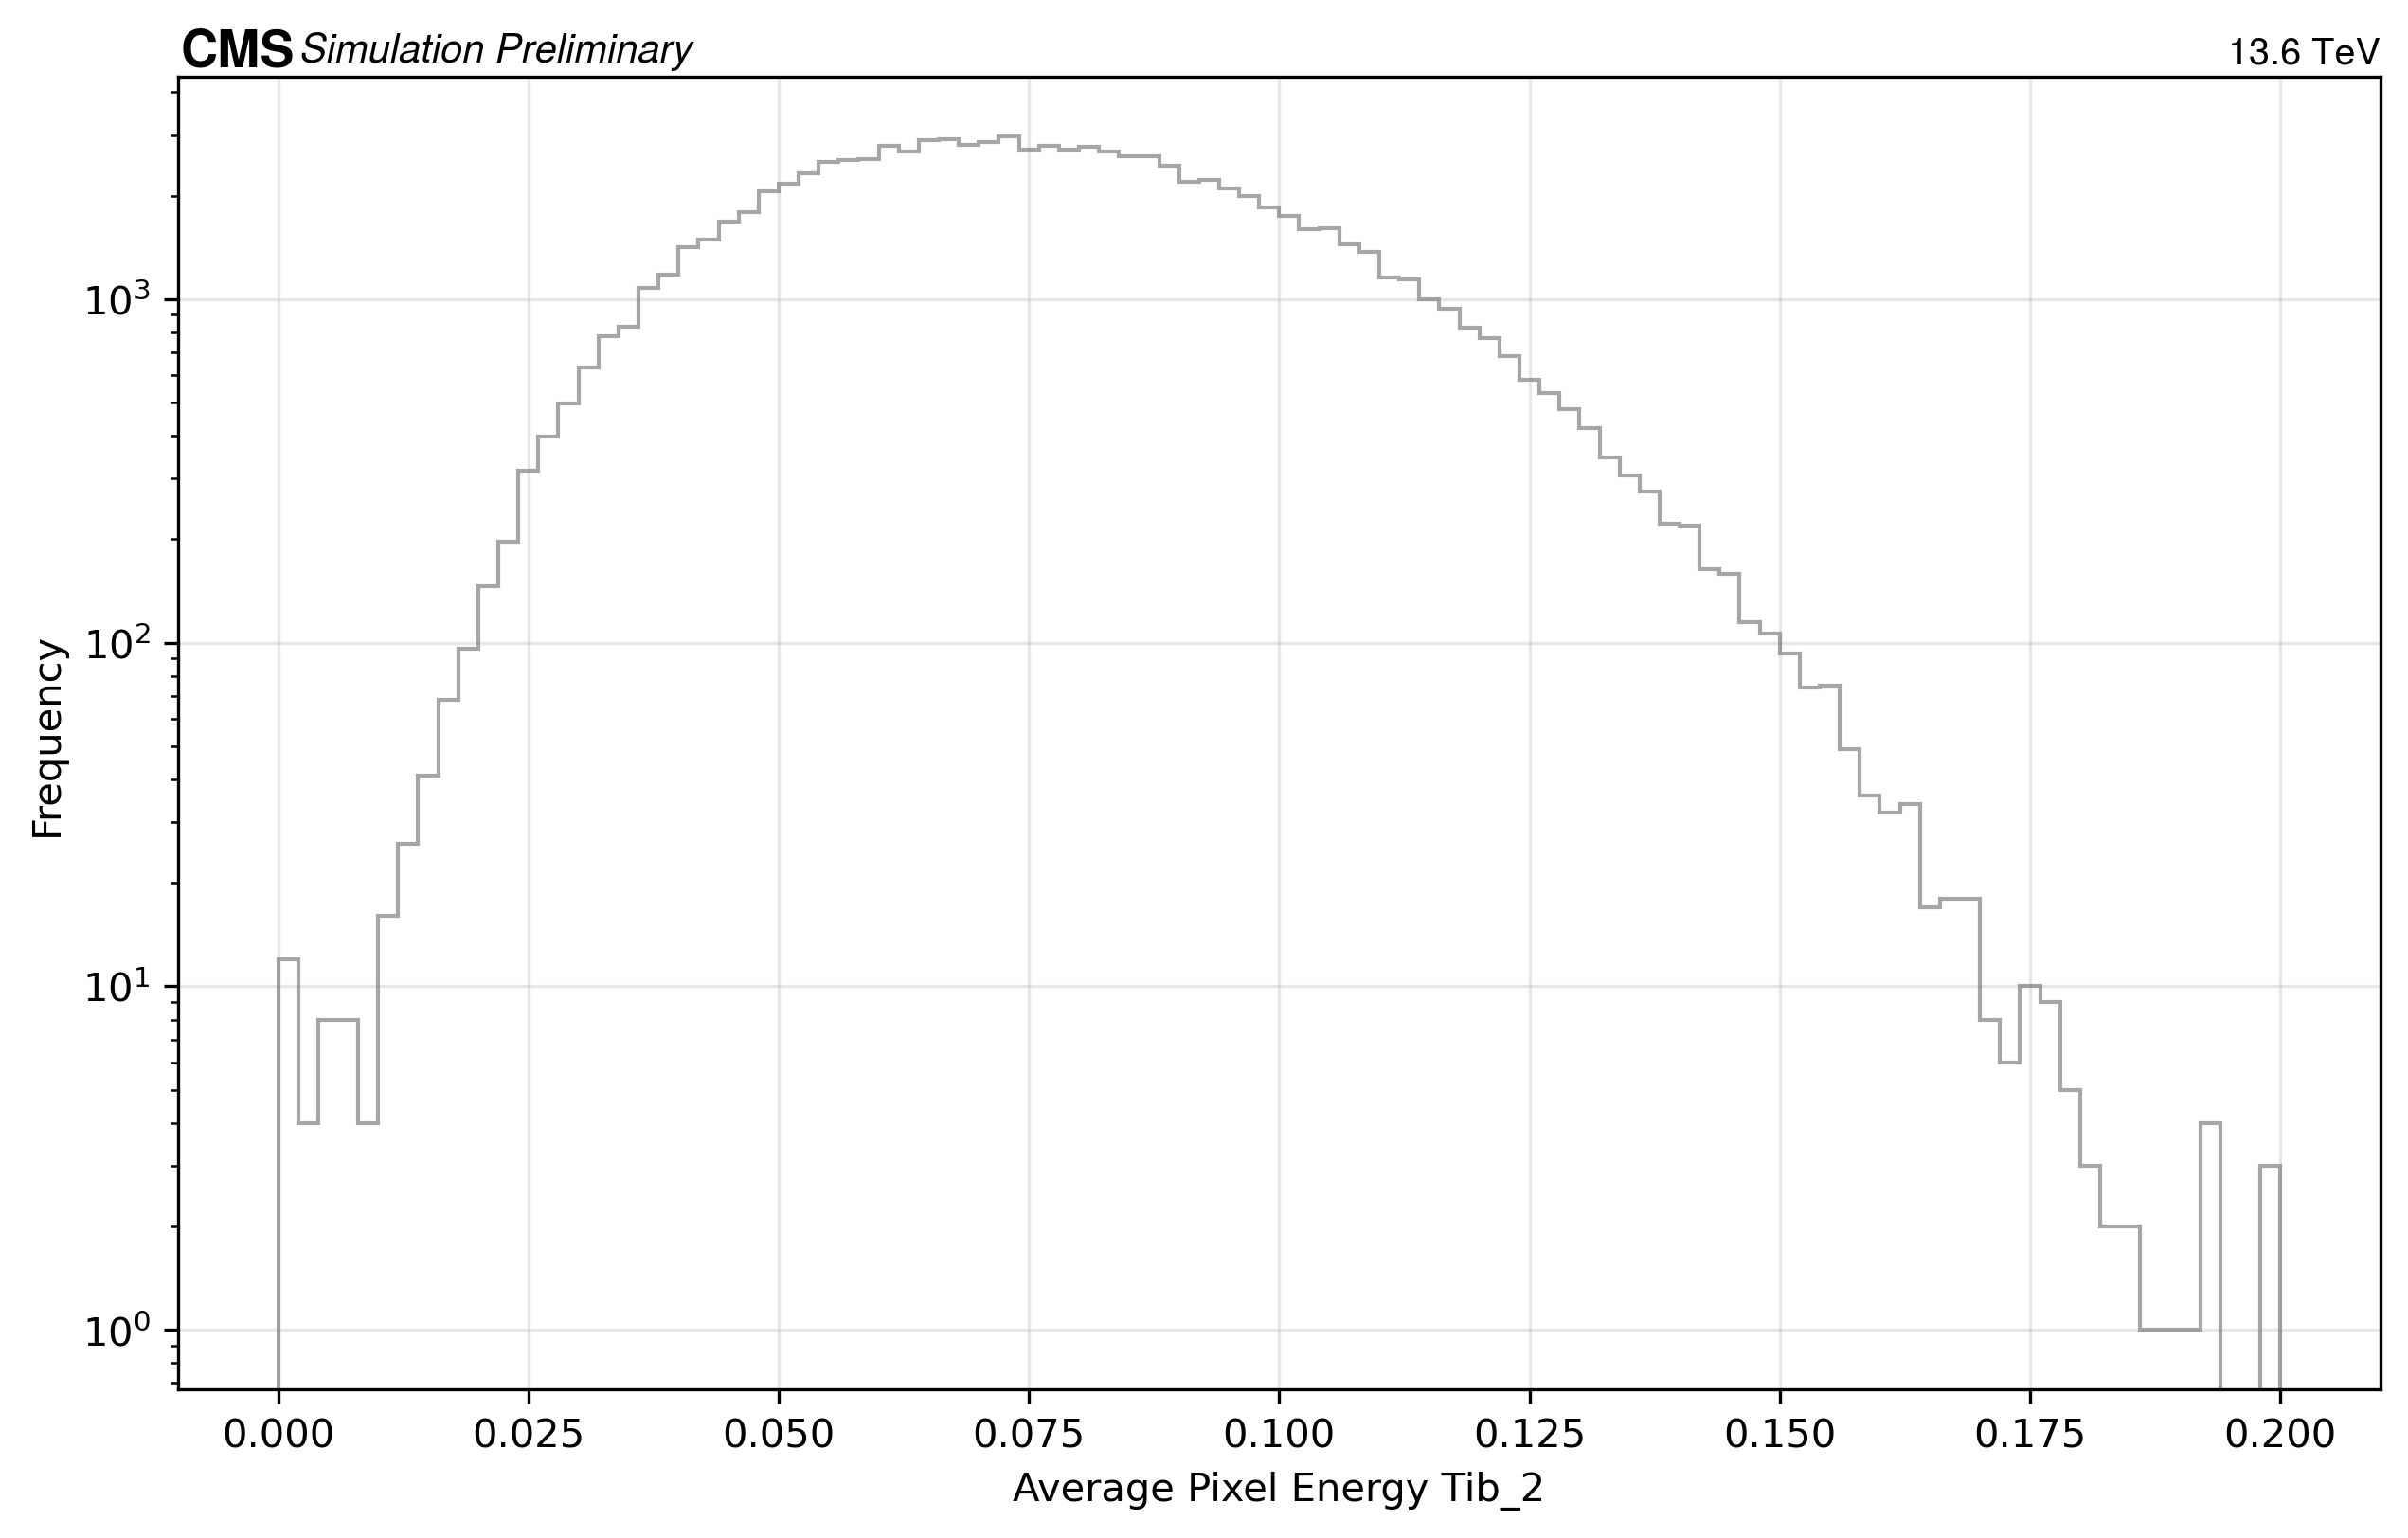 CMS Simulation Preliminary 13.6 TeV
Frequency
10³
10²
10¹
10⁰
0.000 0.025 0.050 0.075 0.100 0.125 0.150 0.175 0.200
Average Pixel Energy Tib_2